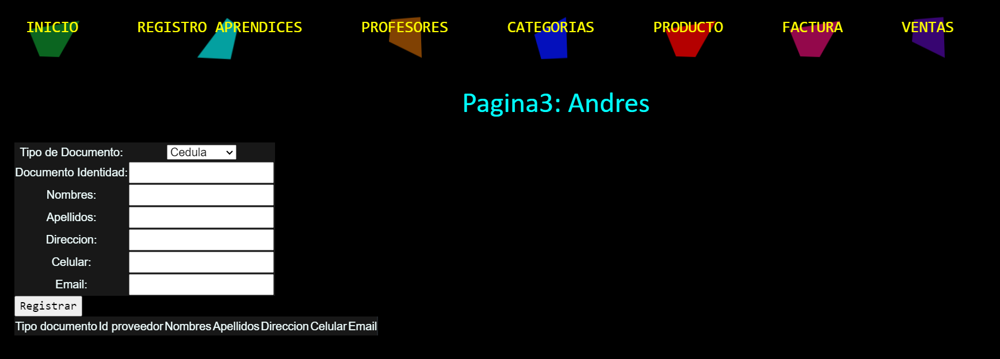 INICIO REGISTRO APRENDICES PROFESORES CATEGORIAS PRODUCTO FACTURA VENTAS
Pagina3: Andres
Tipo de Documento: Cedula
Documento Identidad:
Nombres:
Apellidos:
Direccion:
Celular:
Email:
Registrar
Tipo documento Id proveedor Nombres Apellidos Direccion Celular Email